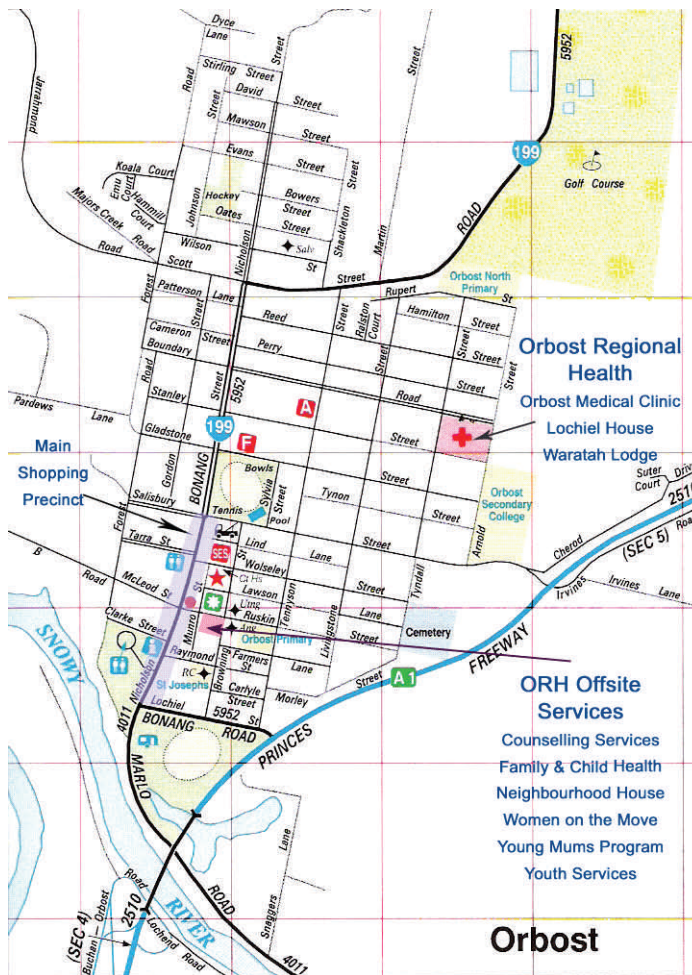 Dyce
Lane
Street
Street
5952
Stirling Street
David
Road
Street
Jarrahmond
Mawson
Street
Evans
Street
Koala Court
Emu Court
Hammill Court
Majors Creek Road
Johnson
Hockey
Oates
Bowers
Street
Street
Shackleton
Martin
199
ROAD
Golf Course
Wilson
St
Salv
Nicholson
Road
Scott
Street
Orbost North
Primary
Rupert
St
Forest
Patterson
Lane
Street
Reed
Street
Ralston
Court
Hamilton
Street
Street
Street
Cameron
Boundary
Street
Perry
Street
Road
5952
Street
Road
Stanley
Pardews Lane
Gladstone
199
A
F
Street
Orbost Regional
Health
Orbost Medical Clinic
Lochiel House
Waratah Lodge
Main
Shopping
Precinct
Gordon
BONANG
Bowls
Sylvia
Street
Street
Salisbury
Tennis
Pool
Tynon
Street
Orbost
Secondary
College
Suter
Court
Drive
2510
Road
(SEC 5)
Forest
Tarra St
SES
Lind
Lane
Arnold
Cherod
Irvines
Irvines
Lane
B
Road
McLeod St
St
Wolseley
Ct Hs
Street
Lawson
Lane
Uting
Ruskin
Street
Ang
Tennyson
Livingstone
Tyndall
Cemetery
Clarke Street
Munro
Orbost Primary
SNOWY
Nicholson
Raymond
Farmers
St
Lane
RC
St Josephs
Browning
Carlyle
Street
Morley
Street
A1
FREEWAY
Lochiel
5952
St
4011
BONANG
ROAD
PRINCES
MARLO
ORH Offsite
Services
Counselling Services
Family & Child Health
Neighbourhood House
Women on the Move
Young Mums Program
Youth Services
Road
ROAD
Lane
Snaggers
Buchan - Orbost
(SEC 4)
2510
Lochend
Road
RIVER
4011
Orbost